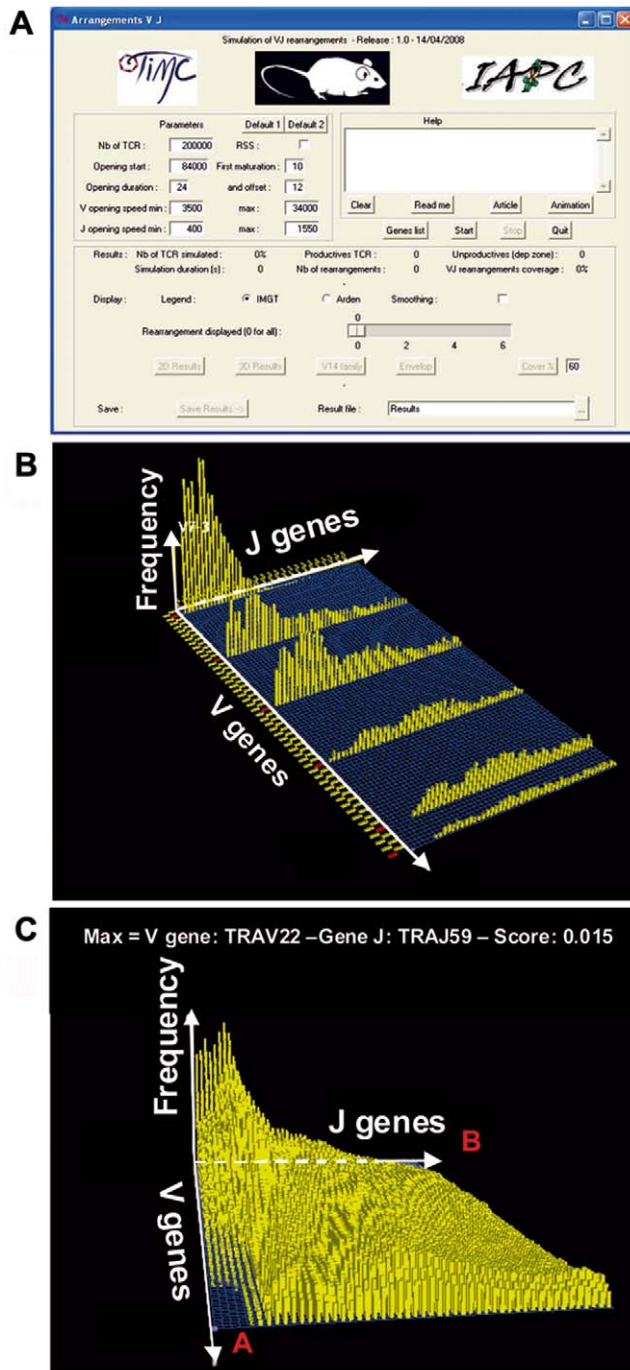 A
Arrangements V J
Simulation of VJ rearrangements - Release : 1.0 - 14/04/2008
TIMC
IAPC
Parameters Default 1 Default 2
Nb of TCR : 200000 RSS :
Opening start : 84000 First maturation : 10
Opening duration : 24 and offset : 12
V opening speed min : 3500 max : 34000
J opening speed min : 400 max : 1550
Help
Clear Read me Article Animation
Genes list Start Stop Quit
Results : Nb of TCR simulated : 0% Productives TCR : 0 Unproductives (dep zone) : 0
Simulation duration (s) : 0 Nb of rearrangements : 0 VJ rearrangements coverage : 0%
Display : Legend : IMGT Arden Smoothing :
0
Rearrangement displayed (0 for all) :
0 2 4 6
2D Results 3D Results V14 family Envelop Cover % 60
Save : Save Results -> Result file : Results ...
B
Frequency
J genes
V genes
C
Max = V gene: TRAV22 –Gene J: TRAJ59 – Score: 0.015
Frequency
J genes
B
V genes
A